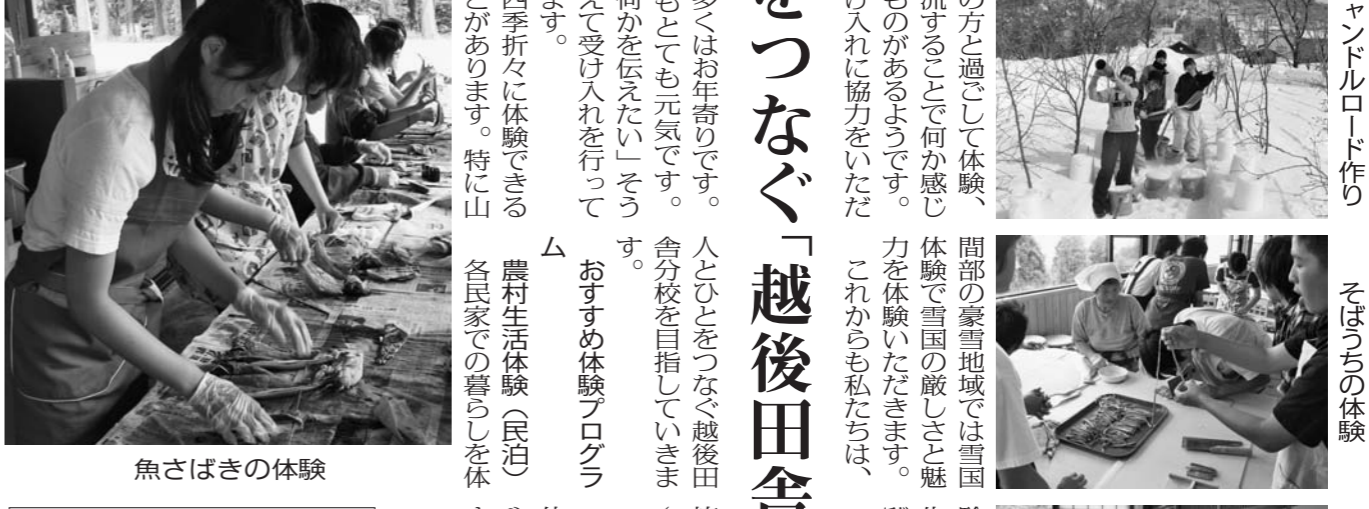 ャンドルロード作り
そばうちの体験
の方と過ごして体験、
流することで何か感じ
ものがあるようです。
け入れに協力をいただ
をつなぐ「越後田舎
多くはお年寄りです。
もとても元気です。
何かを伝えたい」そう
えて受け入れを行って
ます。
四季折々に体験できる
とがあります。特に山
間部の豪雪地域では雪国
体験で雪国の厳しさと魅
力を体験いただきます。
これからも私たちは、
人とひとをつなぐ越後田
舎分校を目指していきま
す。
おすすめ体験プログラ
ム
農村生活体験（民泊）
各民家での暮らしを体
魚さばきの体験